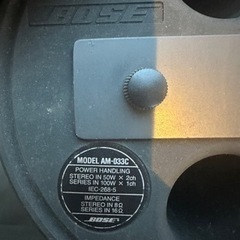 BOSE
MODEL AM-033C
POWER HANDLING
STEREO IN 50W × 2ch
SERIES IN 100W × 1ch
IEC-268-5
IMPEDANCE
STEREO IN 8Ω
SERIES IN 16Ω
BOSE